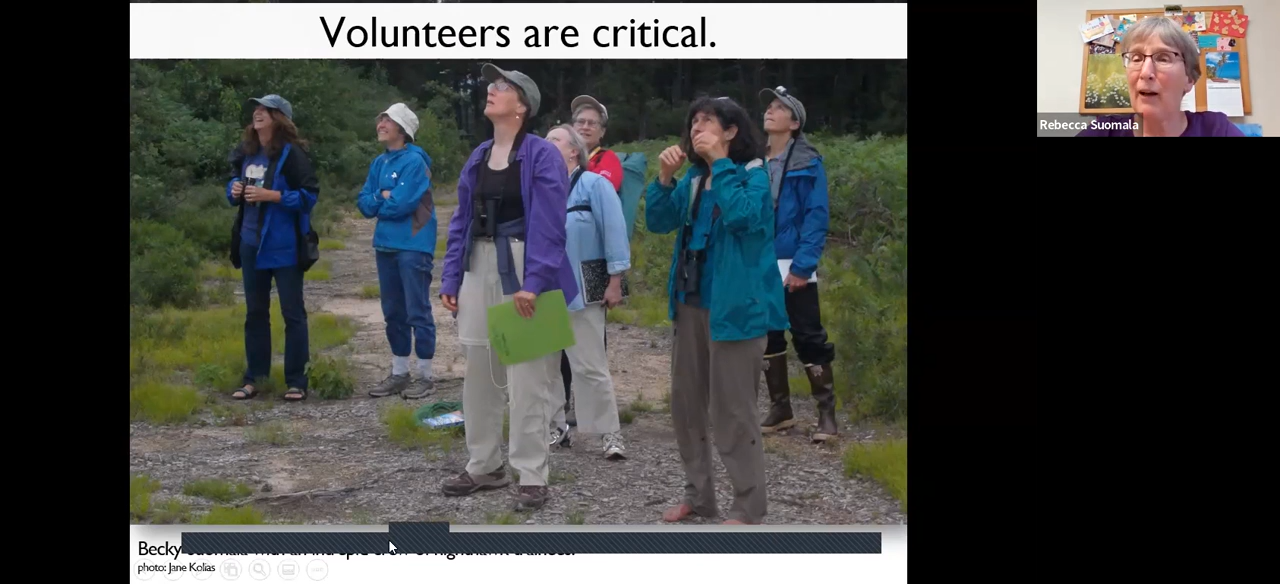 Volunteers are critical.
Rebecca Suomala
Becky
photo: Jane Kolias